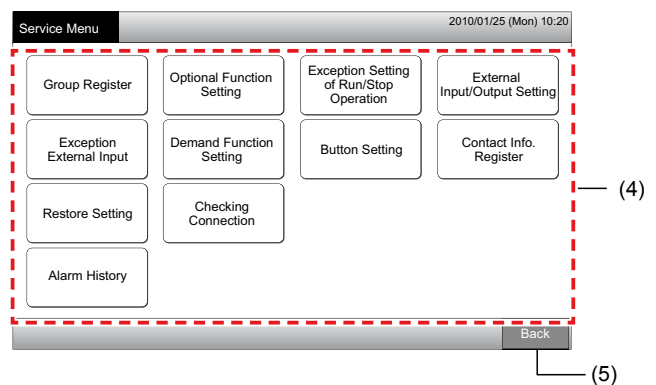 Service Menu
2010/01/25 (Mon) 10:20
Group Register
Optional Function
Setting
Exception Setting
of Run/Stop
Operation
External
Input/Output Setting
Exception
External Input
Demand Function
Setting
Button Setting
Contact Info.
Register
Restore Setting
Checking
Connection
(4)
Alarm History
Back
(5)